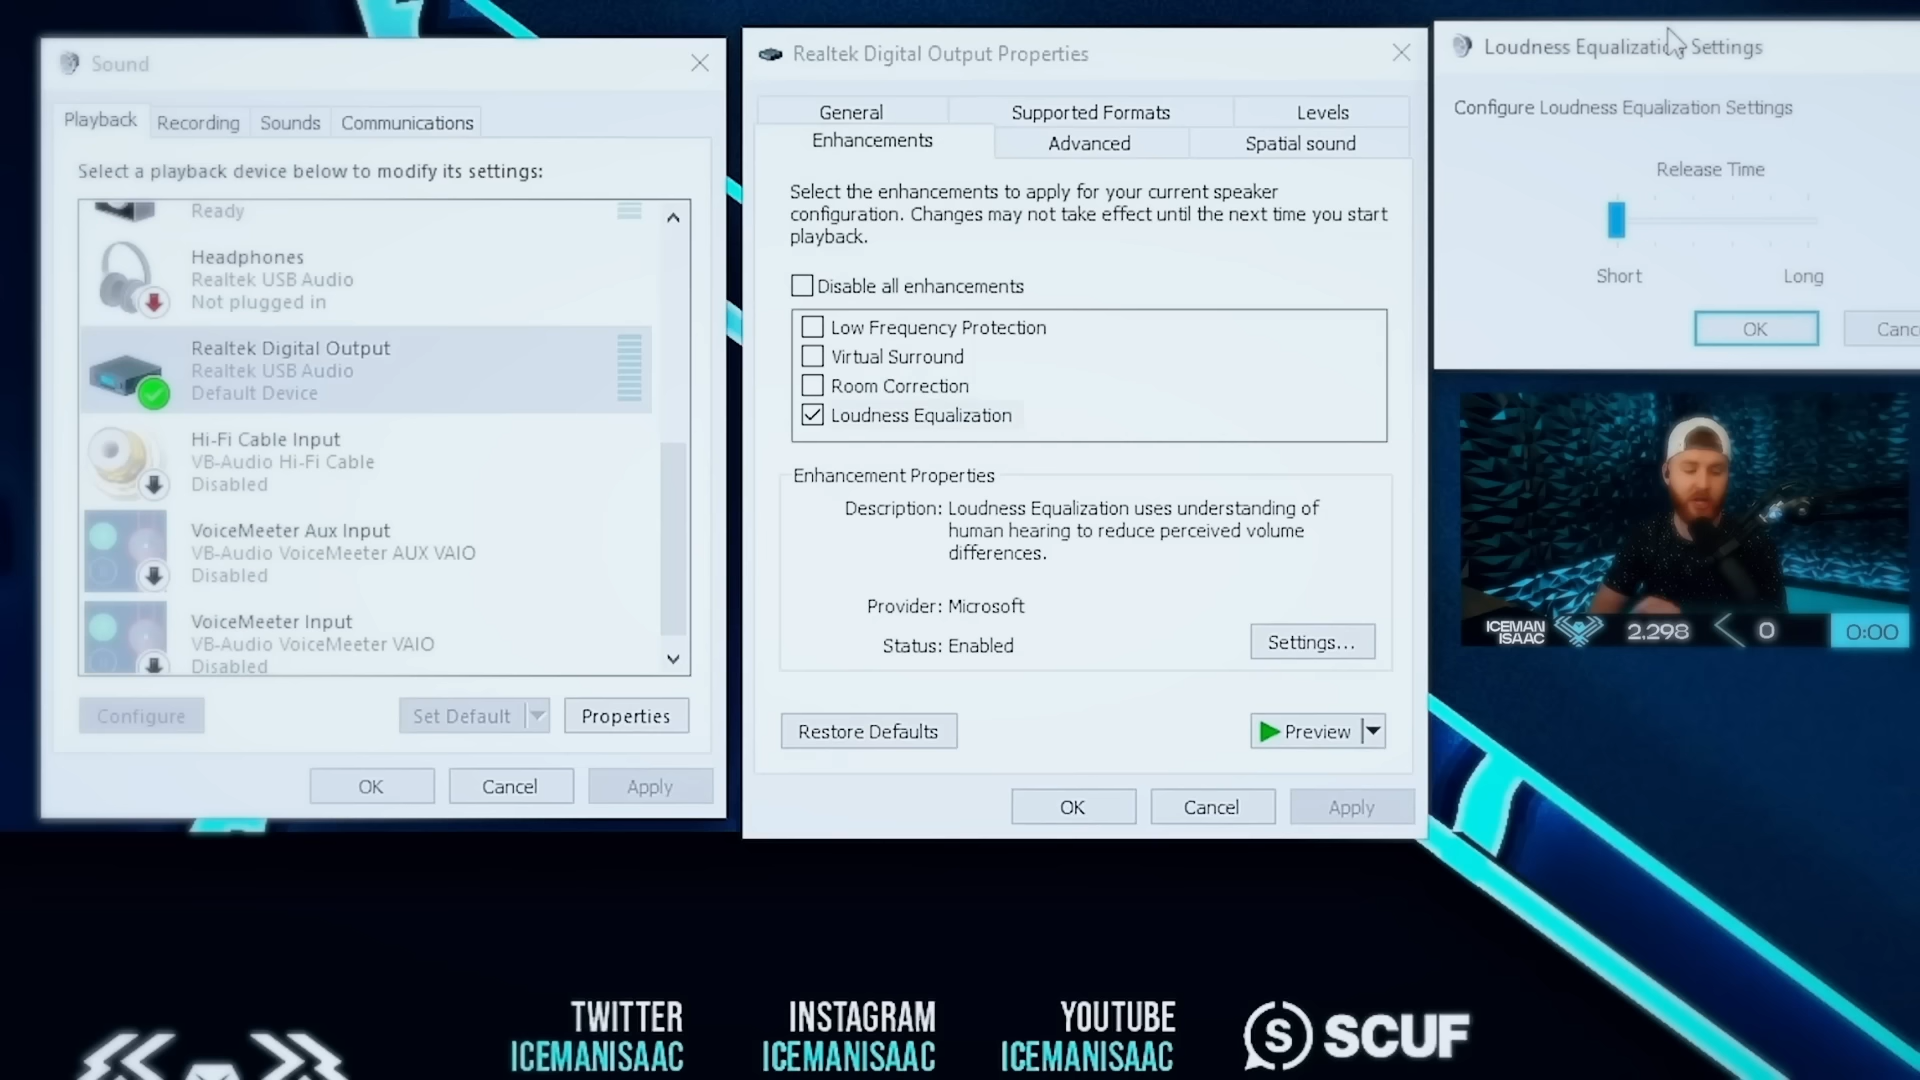 Sound
Playback
Recording
Sounds
Communications
Select a playback device below to modify its settings:
Ready
Headphones
Realtek USB Audio
Not plugged in
Realtek Digital Output
Realtek USB Audio
Default Device
Hi-Fi Cable Input
VB-Audio Hi-Fi Cable
Disabled
VoiceMeeter Aux Input
VB-Audio VoiceMeeter AUX VAIO
Disabled
VoiceMeeter Input
VB-Audio VoiceMeeter VAIO
Disabled
Configure
Set Default
Properties
OK
Cancel
Apply
Realtek Digital Output Properties
General
Supported Formats
Levels
Enhancements
Advanced
Spatial sound
Select the enhancements to apply for your current speaker
configuration. Changes may not take effect until the next time you start
playback.
Disable all enhancements
Low Frequency Protection
Virtual Surround
Room Correction
Loudness Equalization
Enhancement Properties
Description: Loudness Equalization uses understanding of
human hearing to reduce perceived volume
differences.
Provider: Microsoft
Status: Enabled
Settings...
Restore Defaults
Preview
OK
Cancel
Apply
Loudness Equalization Settings
Configure Loudness Equalization Settings
Release Time
Short
Long
OK
Canc
ICEMAN
ISAAC
2,298
0
0:00
TWITTER
ICEMANISAAC
INSTAGRAM
ICEMANISAAC
YOUTUBE
ICEMANISAAC
S SCUF